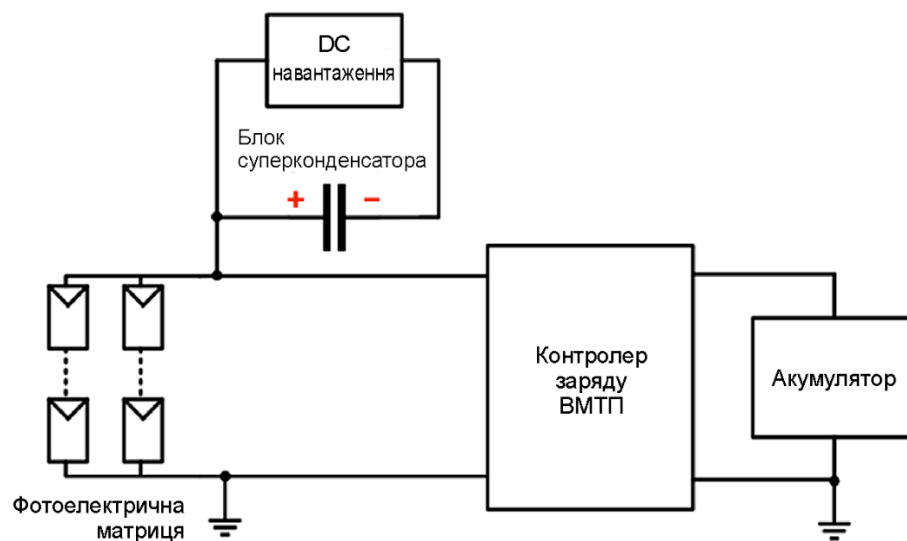 DC
навантаження
Блок
суперконденсатора
+ −
Контролер
заряду
ВМТП
Акумулятор
Фотоелектрична
матриця